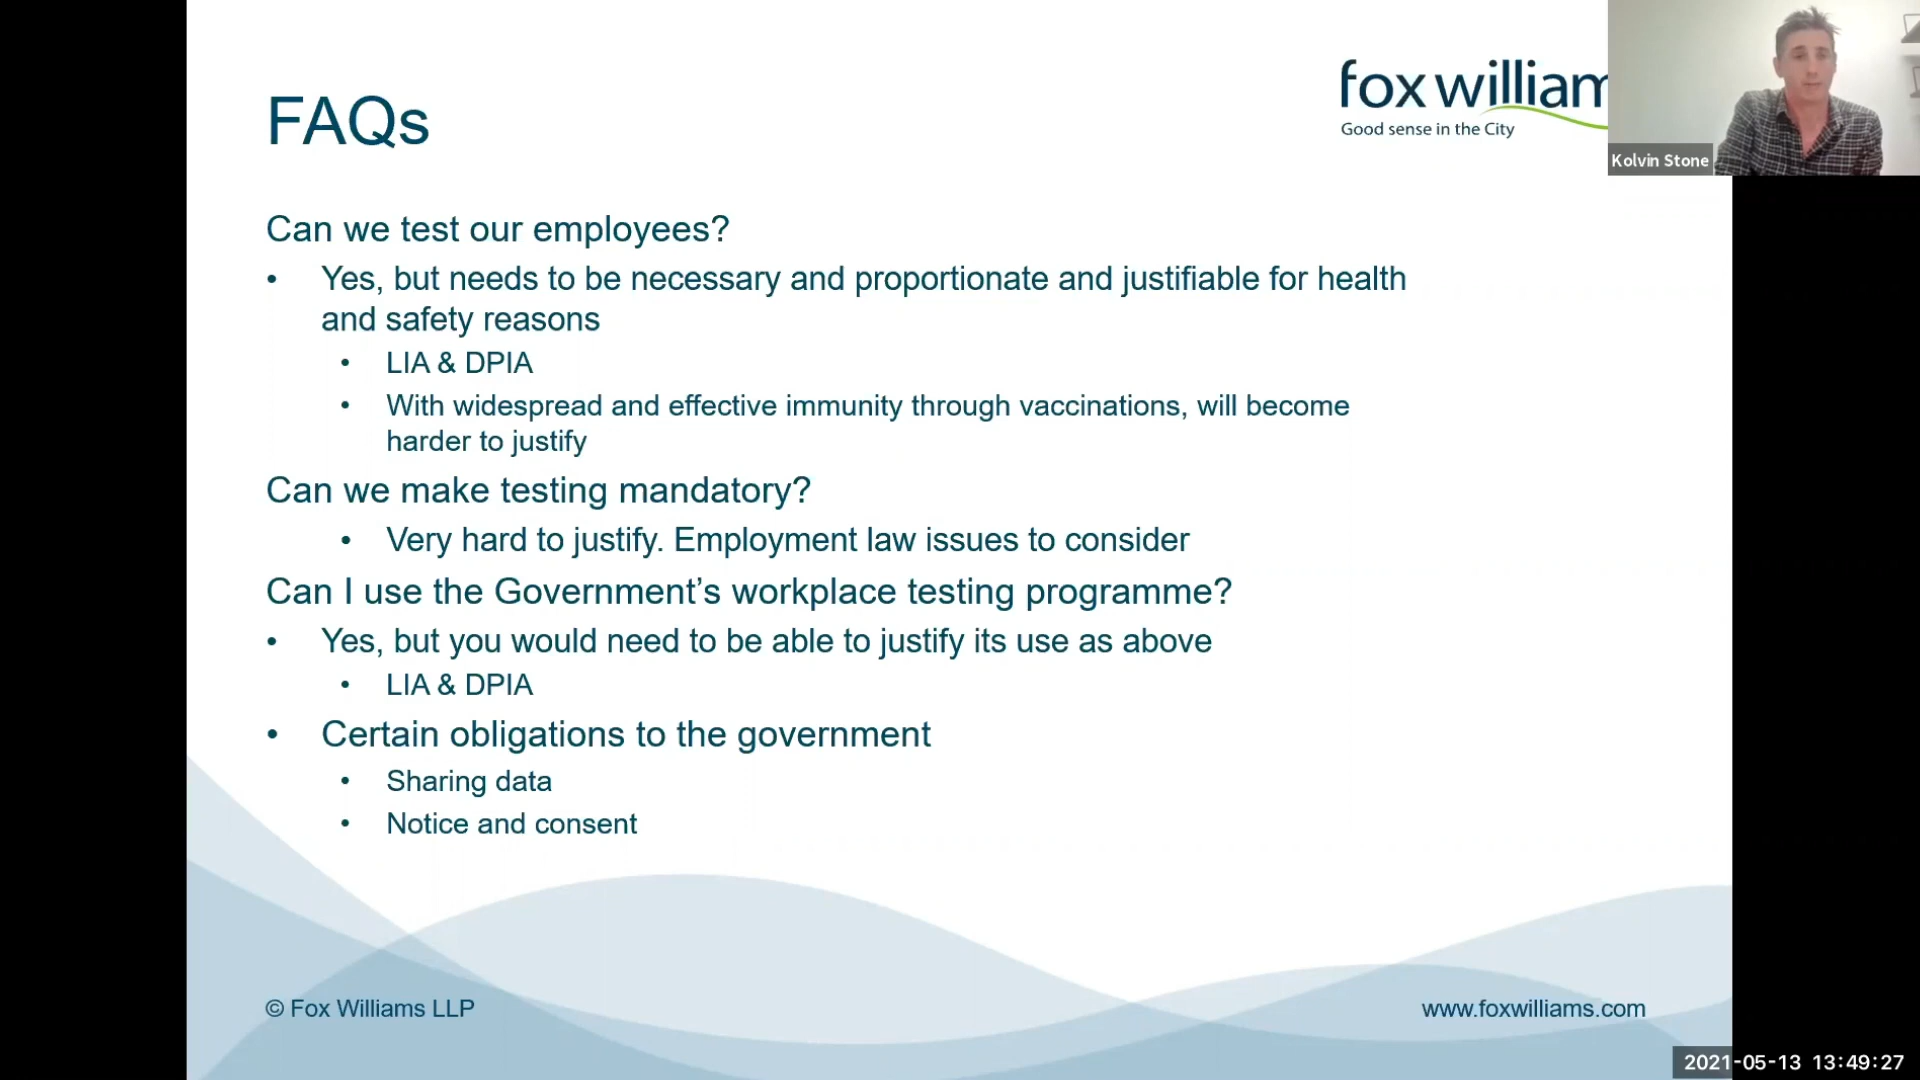 FAQs
fox william
Good sense in the City
Kolvin Stone
Can we test our employees?
• Yes, but needs to be necessary and proportionate and justifiable for health
and safety reasons
• LIA & DPIA
• With widespread and effective immunity through vaccinations, will become
harder to justify
Can we make testing mandatory?
• Very hard to justify. Employment law issues to consider
Can I use the Government’s workplace testing programme?
• Yes, but you would need to be able to justify its use as above
• LIA & DPIA
• Certain obligations to the government
• Sharing data
• Notice and consent
© Fox Williams LLP
www.foxwilliams.com
2021-05-13 13:49:27